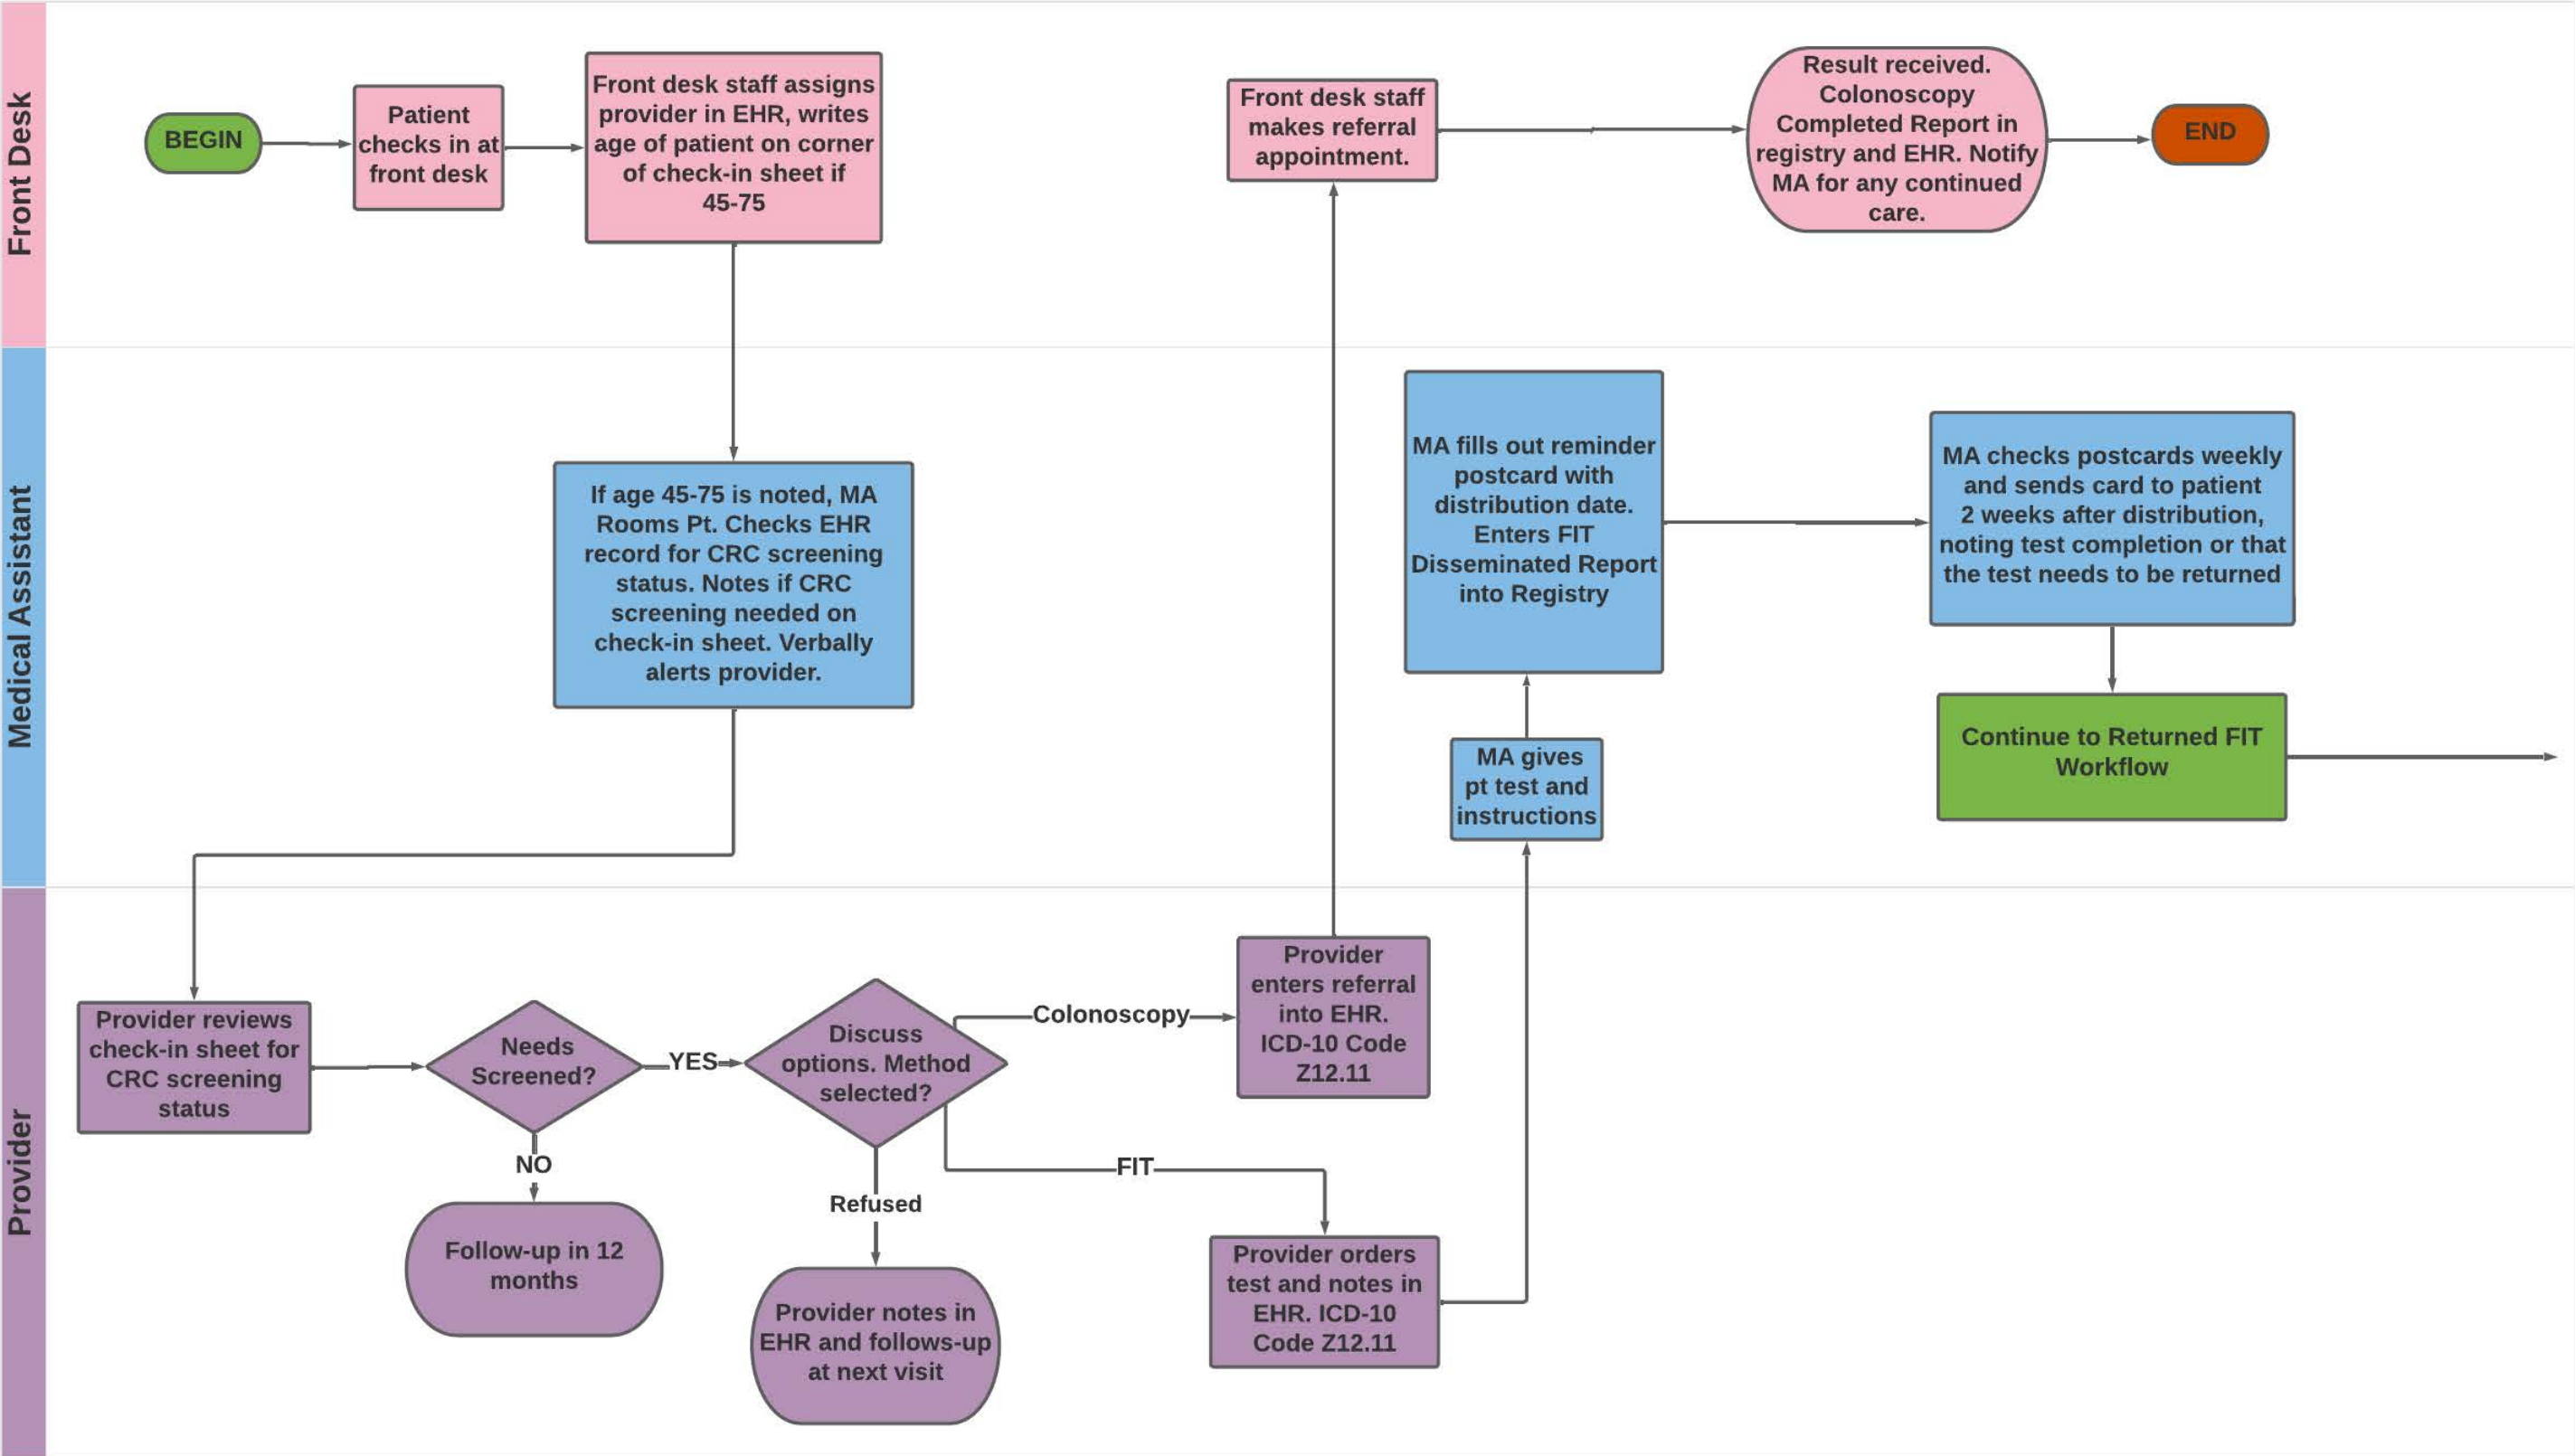 Front Desk
BEGIN
Patient
checks in at
front desk
Front desk staff assigns
provider in EHR, writes
age of patient on corner
of check-in sheet if
45-75
Front desk staff
makes referral
appointment.
Result received.
Colonoscopy
Completed Report in
registry and EHR. Notify
MA for any continued
care.
END
Medical Assistant
If age 45-75 is noted, MA
Rooms Pt. Checks EHR
record for CRC screening
status. Notes if CRC
screening needed on
check-in sheet. Verbally
alerts provider.
MA fills out reminder
postcard with
distribution date.
Enters FIT
Disseminated Report
into Registry
MA checks postcards weekly
and sends card to patient
2 weeks after distribution,
noting test completion or that
the test needs to be returned
MA gives
pt test and
instructions
Continue to Returned FIT
Workflow
Provider
Provider reviews
check-in sheet for
CRC screening
status
Needs
Screened?
YES
NO
Follow-up in 12
months
Discuss
options. Method
selected?
Colonoscopy
Provider
enters referral
into EHR.
ICD-10 Code
Z12.11
FIT
Refused
Provider notes in
EHR and follows-up
at next visit
Provider orders
test and notes in
EHR. ICD-10
Code Z12.11